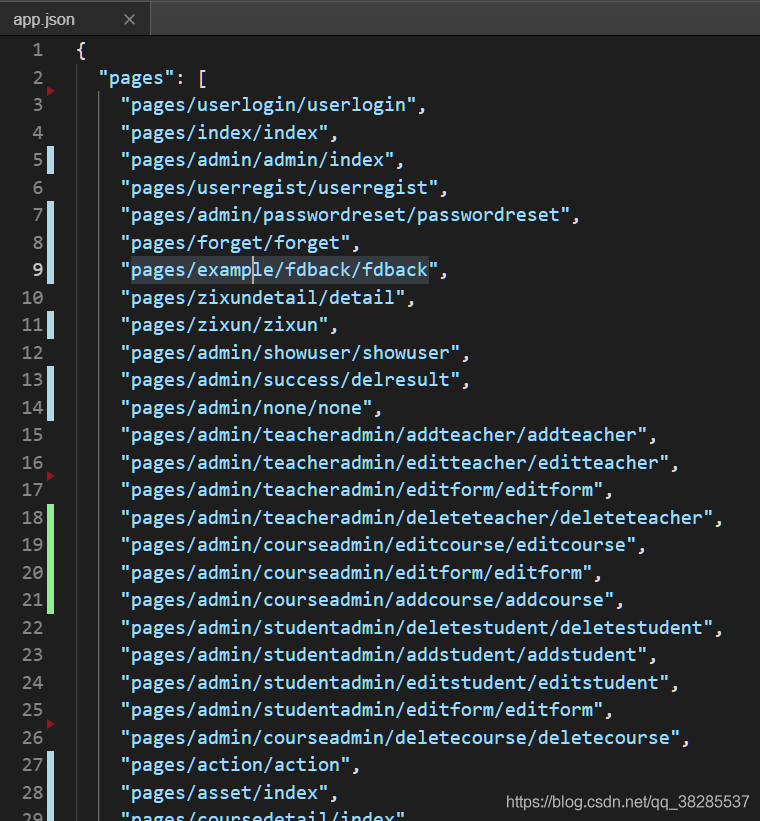 app.json ×
1 {
2 "pages": [
3 "pages/userlogin/userlogin",
4 "pages/index/index",
5 "pages/admin/admin/index",
6 "pages/userregist/userregist",
7 "pages/admin/passwordreset/passwordreset",
8 "pages/forget/forget",
9 "pages/example/fdback/fdback",
10 "pages/zixundetail/detail",
11 "pages/zixun/zixun",
12 "pages/admin/showuser/showuser",
13 "pages/admin/success/delresult",
14 "pages/admin/none/none",
15 "pages/admin/teacheradmin/addteacher/addteacher",
16 "pages/admin/teacheradmin/editteacher/editteacher",
17 "pages/admin/teacheradmin/editform/editform",
18 "pages/admin/teacheradmin/deleteteacher/deleteteacher",
19 "pages/admin/courseadmin/editcourse/editcourse",
20 "pages/admin/courseadmin/editform/editform",
21 "pages/admin/courseadmin/addcourse/addcourse",
22 "pages/admin/studentadmin/deletestudent/deletestudent",
23 "pages/admin/studentadmin/addstudent/addstudent",
24 "pages/admin/studentadmin/editstudent/editstudent",
25 "pages/admin/studentadmin/editform/editform",
26 "pages/admin/courseadmin/deletecourse/deletecourse",
27 "pages/action/action",
28 "pages/asset/index",
29 "pages/coursedetail/index"
https://blog.csdn.net/qq_38285537